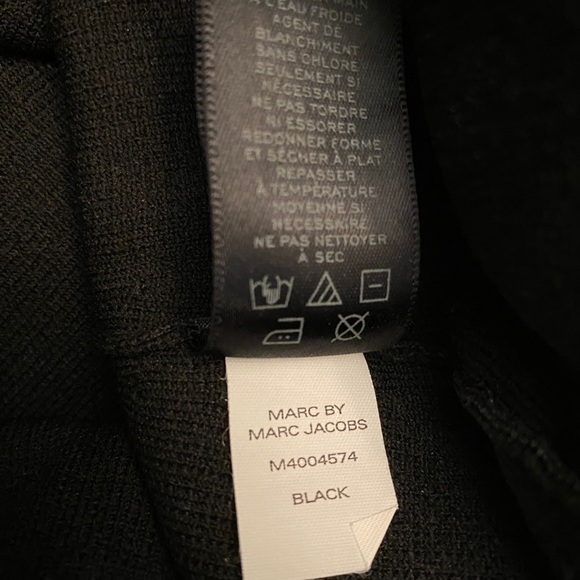 MAIN
À L'EAU FROIDE
AGENT DE
BLANCHIMENT
SANS CHLORE
SEULEMENT SI
NÉCESSAIRE
NE PAS TORDRE
NI ESSORER
REDONNER FORME
ET SÉCHER À PLAT
REPASSER
À TEMPÉRATURE
MOYENNE SI
NÉCESSAIRE
NE PAS NETTOYER
À SEC
MARC BY
MARC JACOBS
M4004574
BLACK